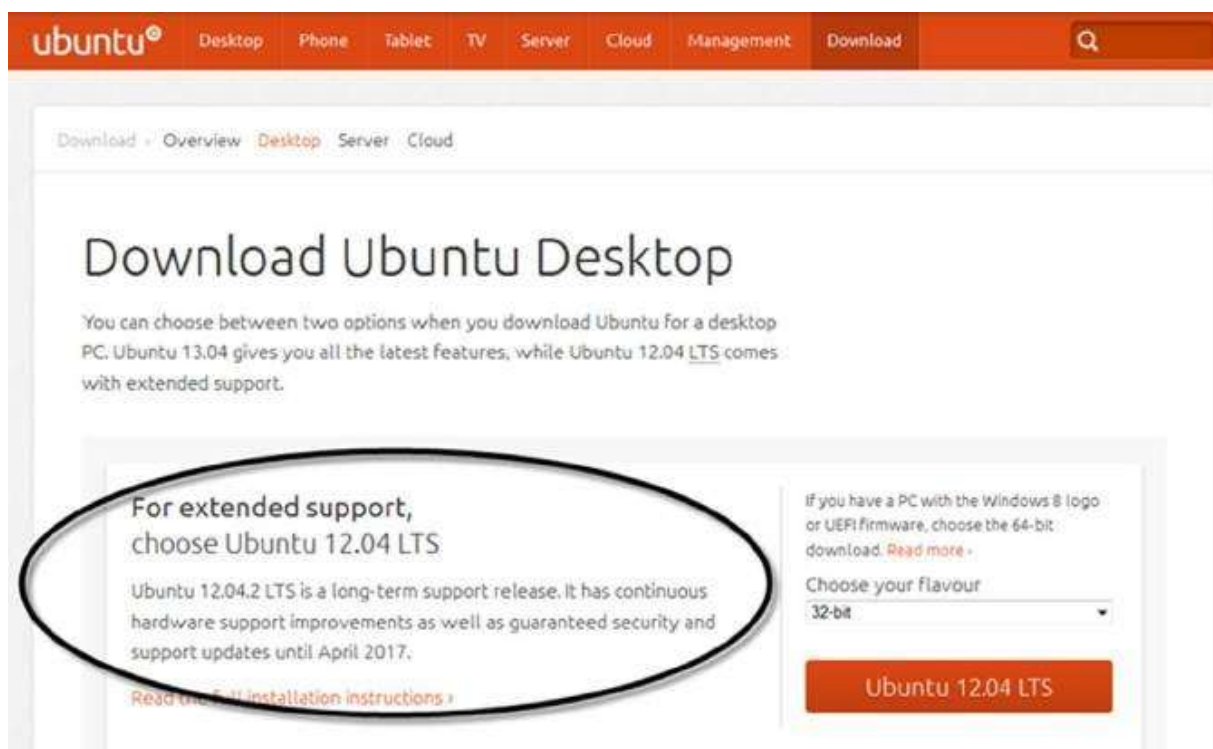 ubuntu® Desktop Phone Tablet TV Server Cloud Management Download
Download › Overview Desktop Server Cloud
Download Ubuntu Desktop
You can choose between two options when you download Ubuntu for a desktop
PC. Ubuntu 13.04 gives you all the latest features, while Ubuntu 12.04 LTS comes
with extended support.
For extended support,
choose Ubuntu 12.04 LTS
Ubuntu 12.04.2 LTS is a long-term support release. It has continuous
hardware support improvements as well as guaranteed security and
support updates until April 2017.
Read the full installation instructions ›
If you have a PC with the Windows 8 logo
or UEFI firmware, choose the 64-bit
download. Read more ›
Choose your flavour
32-bit
Ubuntu 12.04 LTS